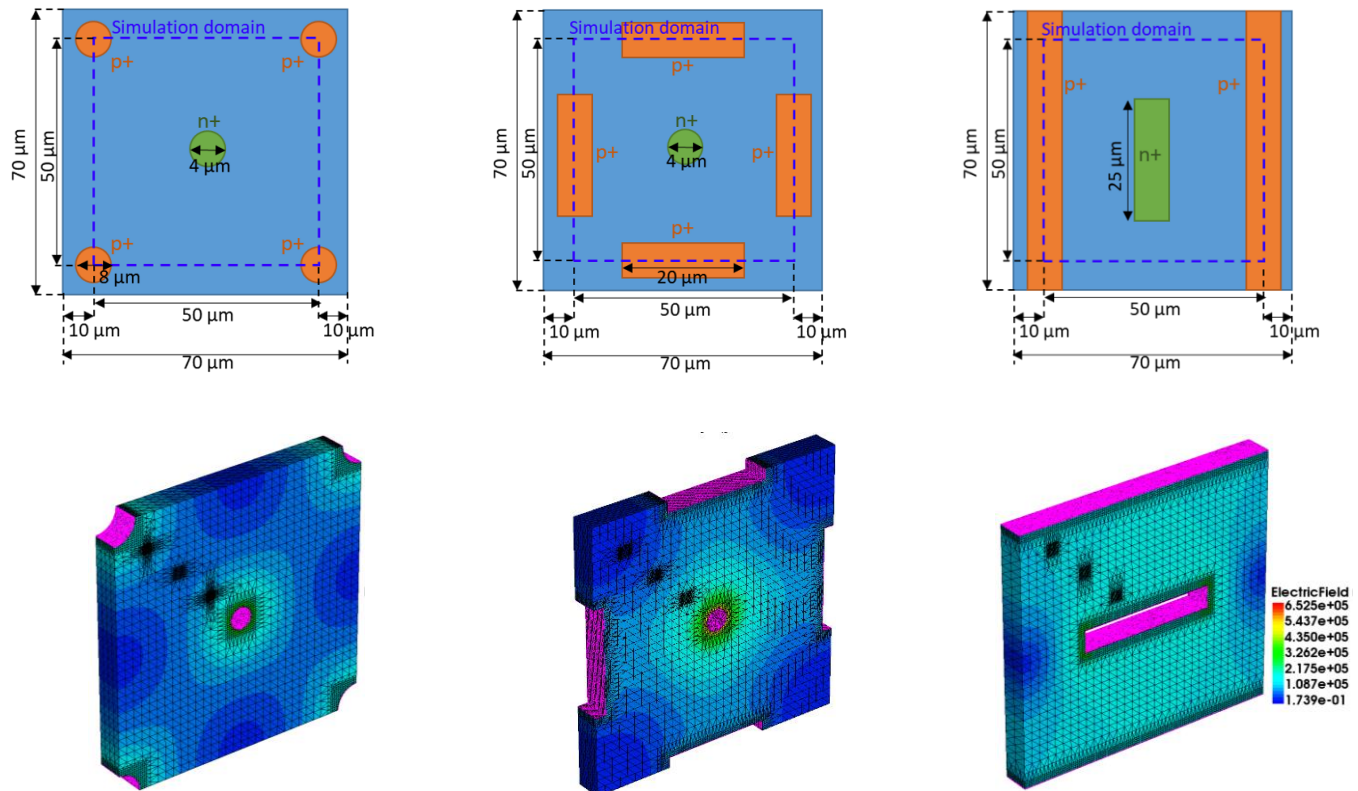 Simulation domain
p+
p+
n+
4 µm
p+
p+
8 µm
70 µm
50 µm
50 µm
10 µm
10 µm
70 µm
Simulation domain
p+
n+
p+
p+
4 µm
p+
20 µm
70 µm
50 µm
50 µm
10 µm
10 µm
70 µm
Simulation domain
p+
p+
n+
25 µm
70 µm
50 µm
50 µm
10 µm
10 µm
70 µm
ElectricField
6.525e+05
5.437e+05
4.350e+05
3.262e+05
2.175e+05
1.087e+05
1.739e-01